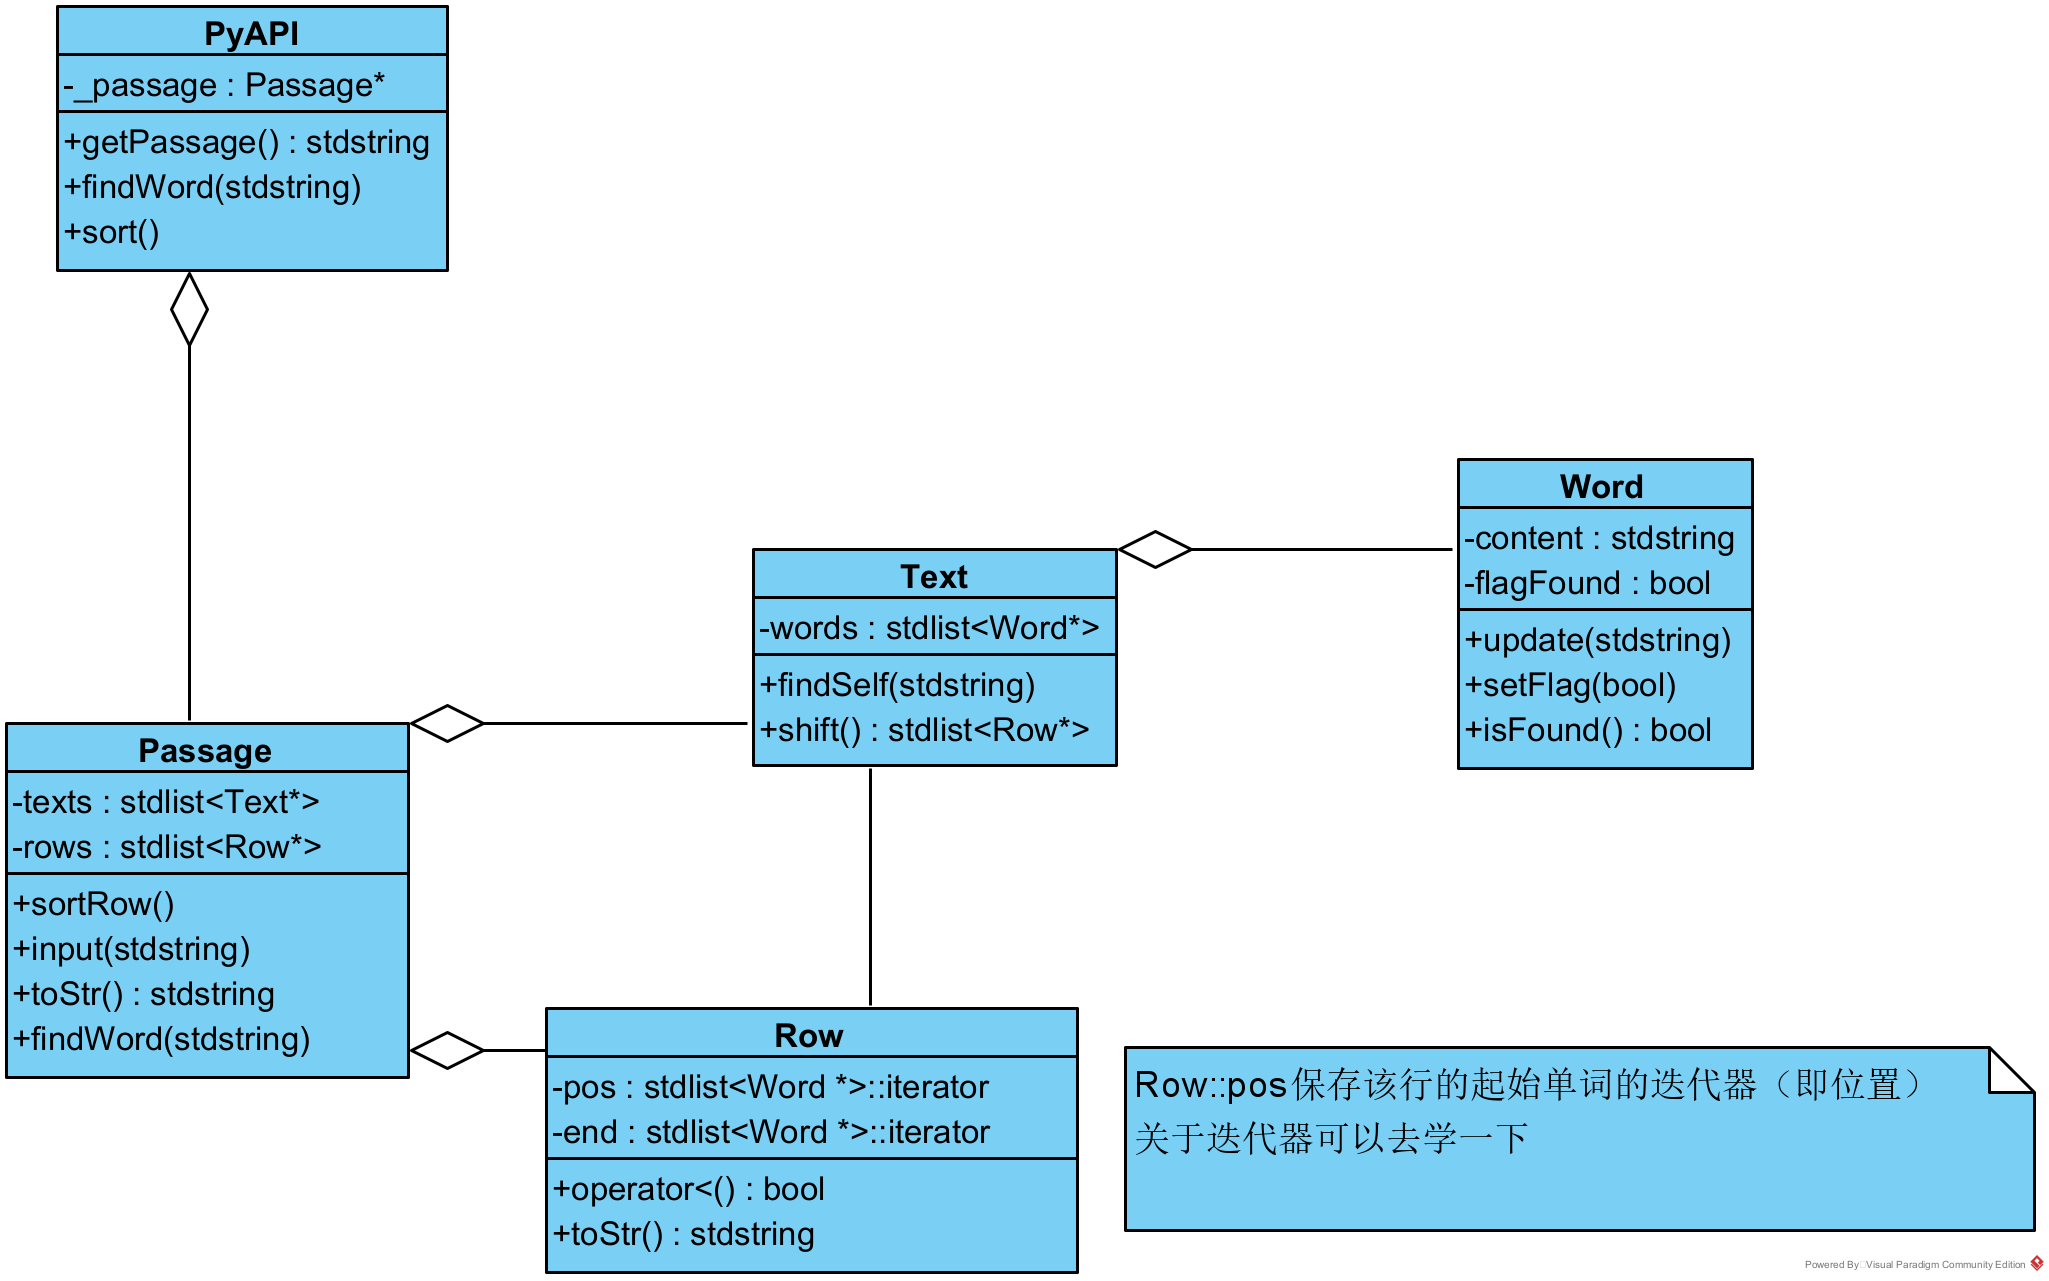 PyAPI
-_passage : Passage*
+getPassage() : stdstring
+findWord(stdstring)
+sort()
Word
-content : stdstring
-flagFound : bool
+update(stdstring)
+setFlag(bool)
+isFound() : bool
Text
-words : stdlist<Word*>
+findSelf(stdstring)
+shift() : stdlist<Row*>
Passage
-texts : stdlist<Text*>
-rows : stdlist<Row*>
+sortRow()
+input(stdstring)
+toStr() : stdstring
+findWord(stdstring)
Row
-pos : stdlist<Word *>::iterator
-end : stdlist<Word *>::iterator
+operator<() : bool
+toStr() : stdstring
Row::pos保存该行的起始单词的迭代器（即位置）
关于迭代器可以去学一下
Powered By Visual Paradigm Community Edition